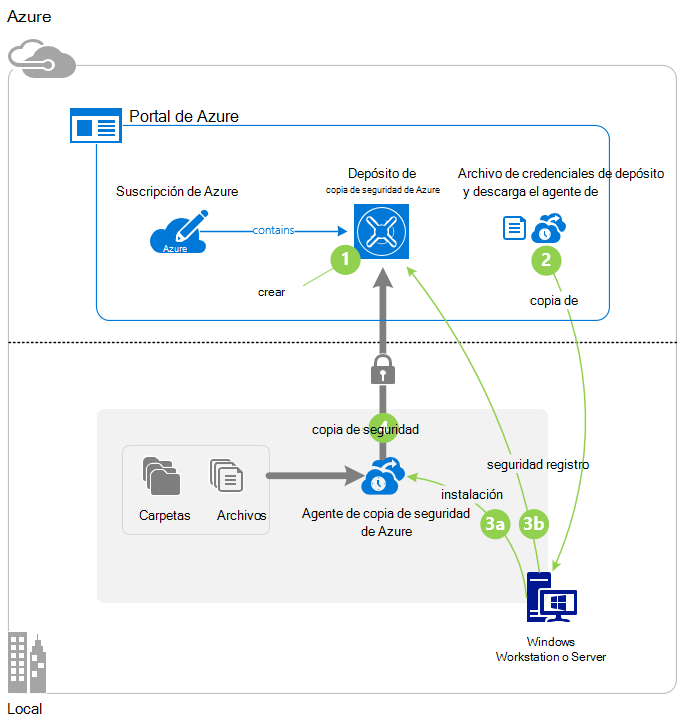 Azure
Portal de Azure
Suscripción de Azure
Depósito de
copia de seguridad de Azure
Archivo de credenciales de depósito
y descarga el agente de
Azure
contains
1
2
crear
copia de
copia de seguridad
4
seguridad registro
instalación
Carpetas
Archivos
Agente de copia de seguridad
de Azure
3a
3b
Windows
Workstation o Server
Local